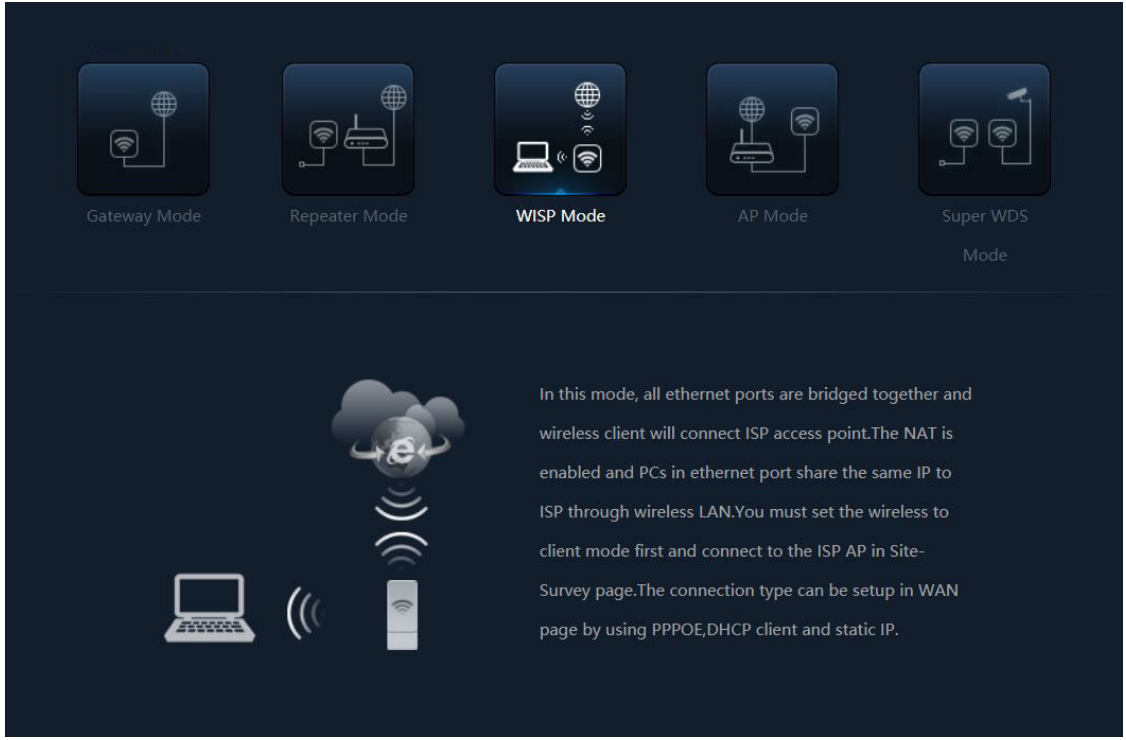 Gateway Mode
Repeater Mode
WISP Mode
AP Mode
Super WDS
Mode
In this mode, all ethernet ports are bridged together and
wireless client will connect ISP access point.The NAT is
enabled and PCs in ethernet port share the same IP to
ISP through wireless LAN.You must set the wireless to
client mode first and connect to the ISP AP in Site-
Survey page.The connection type can be setup in WAN
page by using PPPOE,DHCP client and static IP.